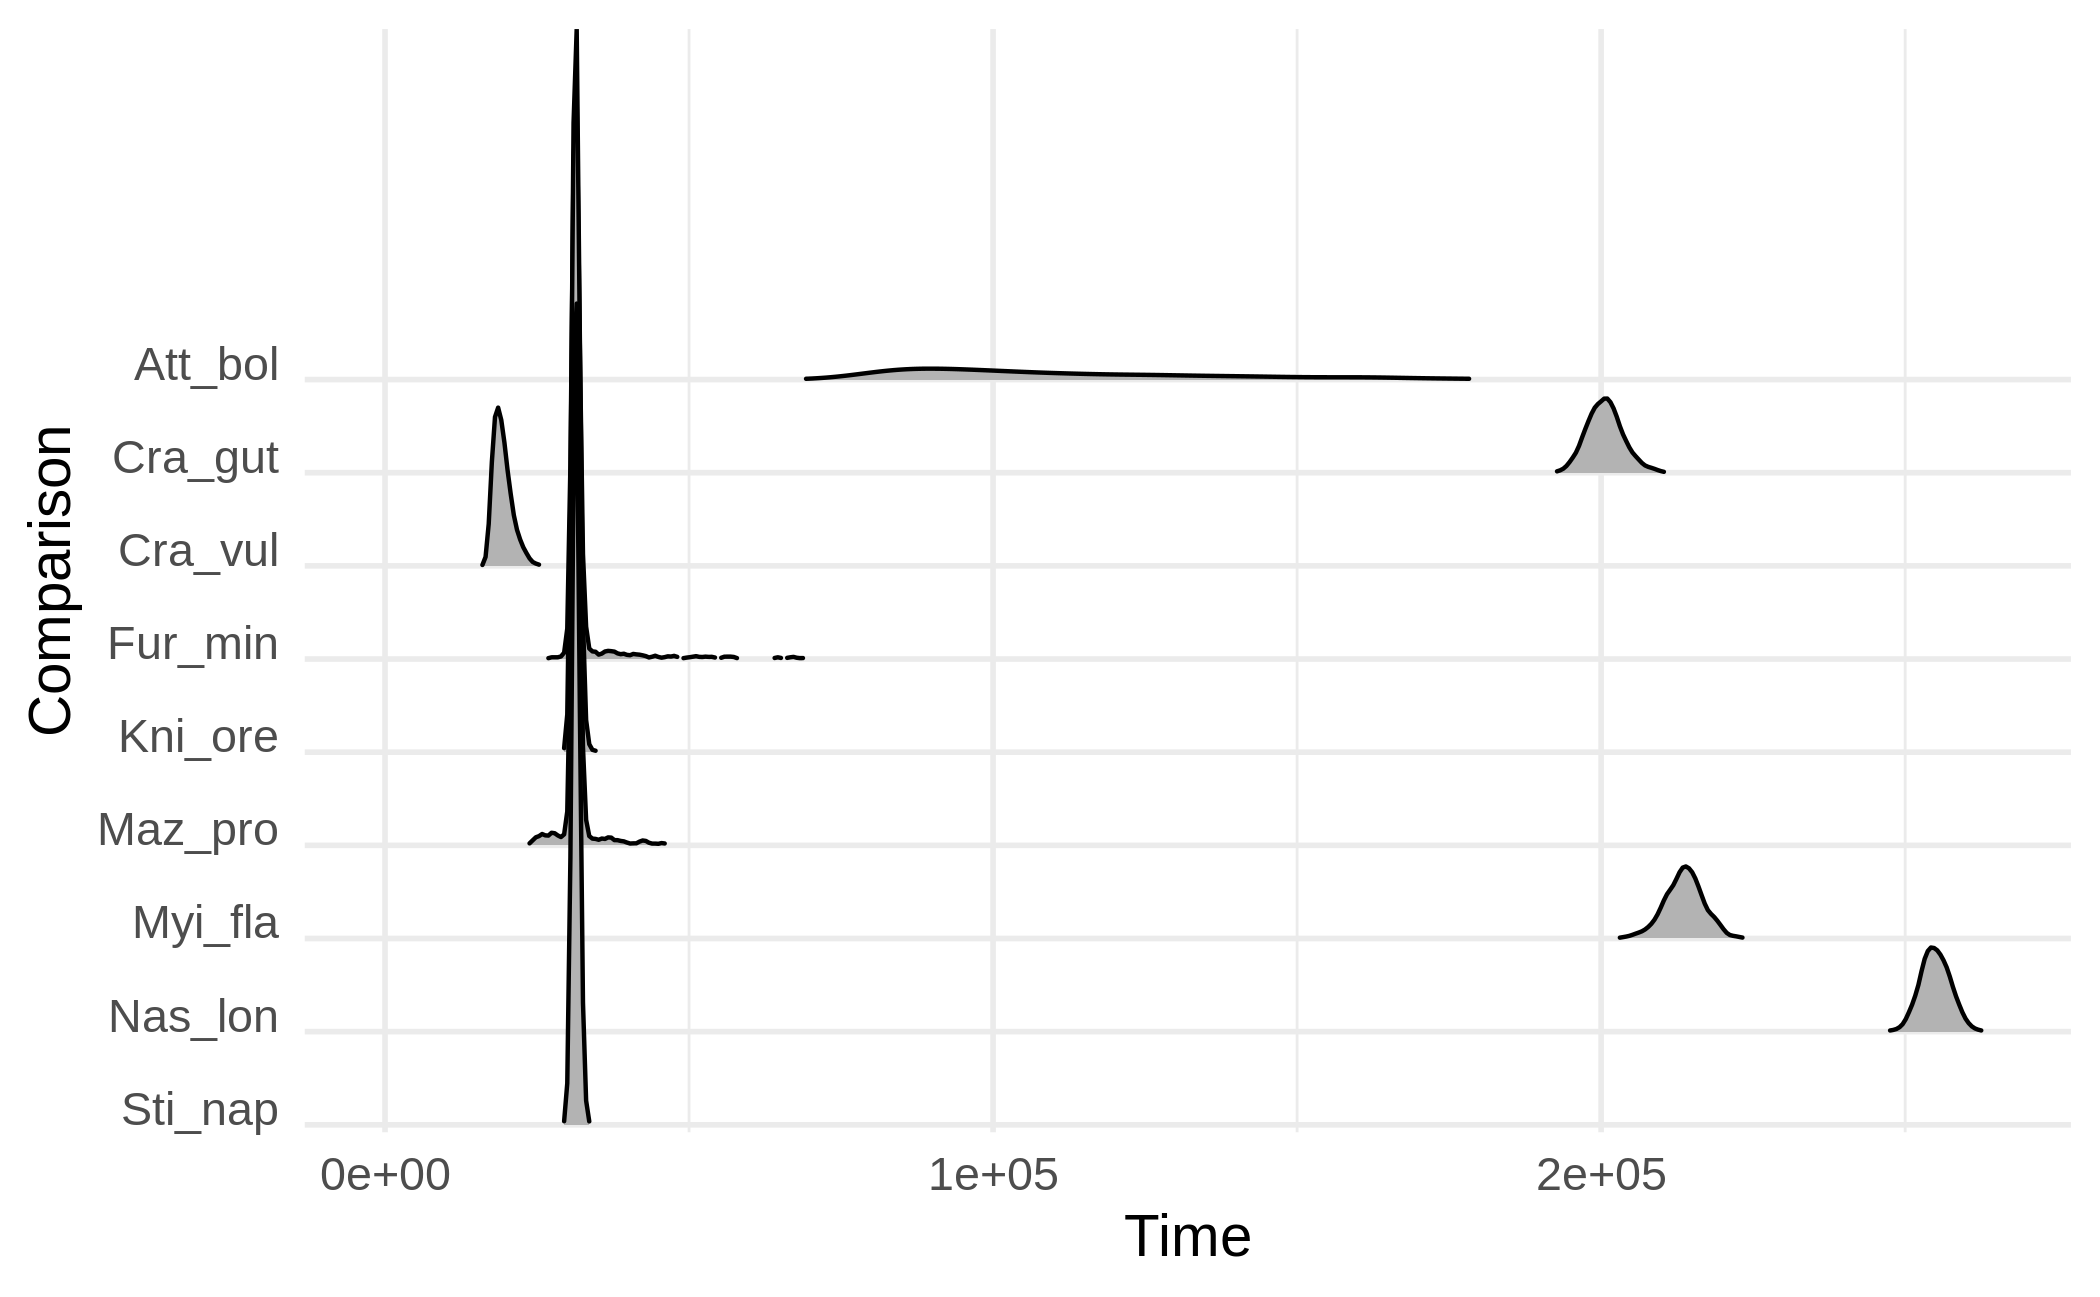 Comparison
Att_bol
Cra_gut
Cra_vul
Fur_min
Kni_ore
Maz_pro
Myi_fla
Nas_lon
Sti_nap
0e+00 1e+05 2e+05
Time